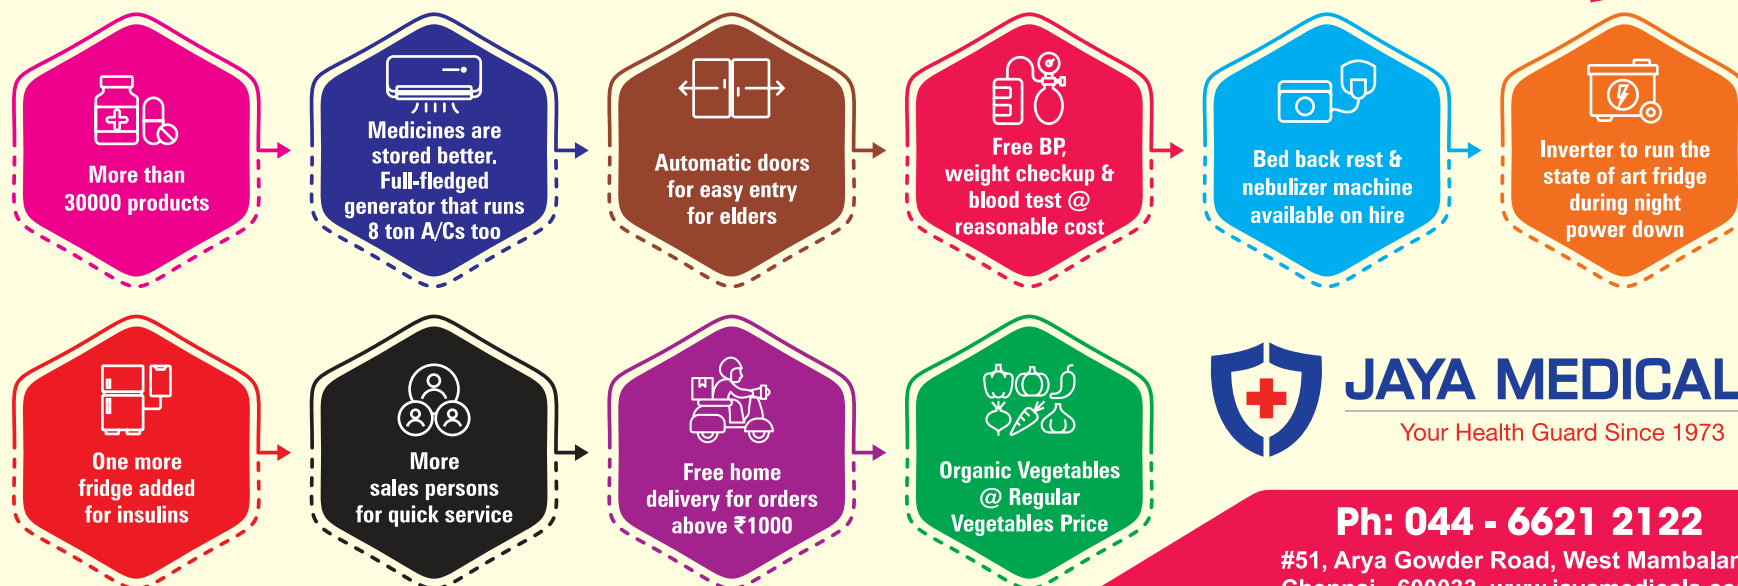 More than
30000 products
Medicines are
stored better.
Full-fledged
generator that runs
8 ton A/Cs too
Automatic doors
for easy entry
for elders
Free BP,
weight checkup &
blood test @
reasonable cost
Bed back rest &
nebulizer machine
available on hire
Inverter to run the
state of art fridge
during night
power down
One more
fridge added
for insulins
More
sales persons
for quick service
Free home
delivery for orders
above ₹1000
Organic Vegetables
@ Regular
Vegetables Price
JAYA MEDICAL
Your Health Guard Since 1973
Ph: 044 - 6621 2122
#51, Arya Gowder Road, West Mambalam
Chennai - 600033